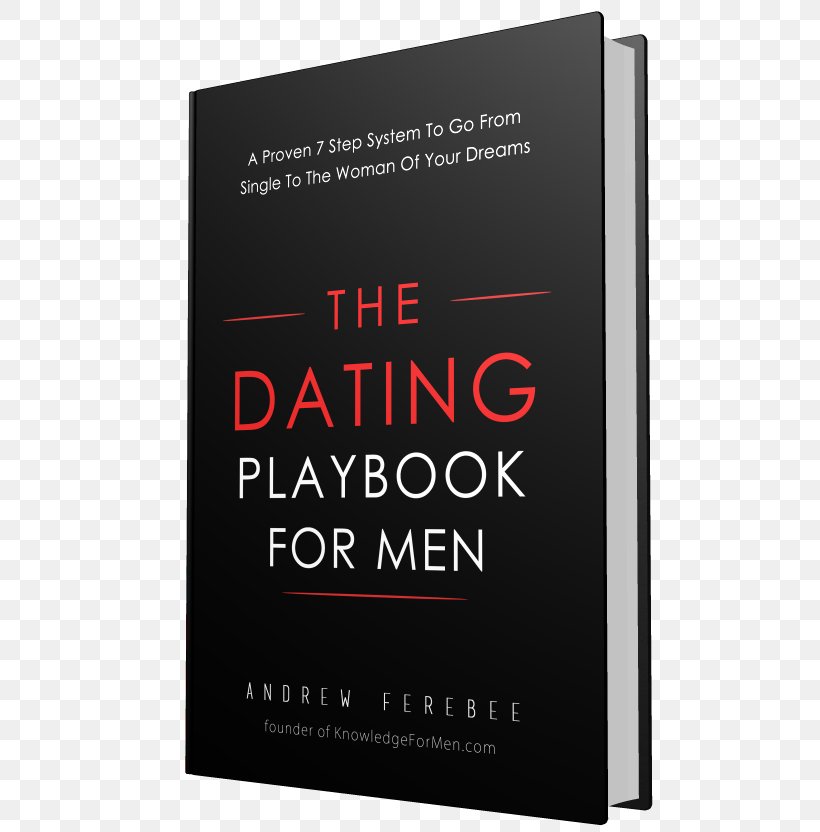 A Proven 7 Step System To Go From
Single To The Woman Of Your Dreams
THE
DATING
PLAYBOOK
FOR MEN
ANDREW FEREBEE
founder of KnowledgeForMen.com